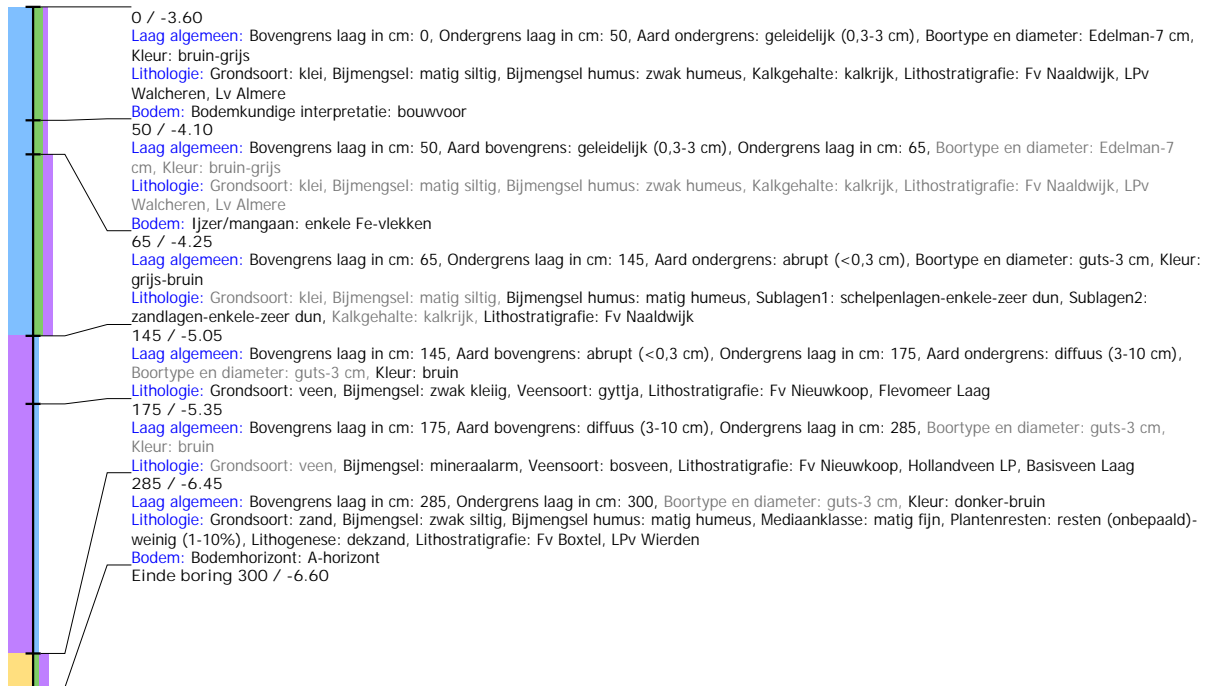 0 / -3.60
Laag algemeen: Bovengrens laag in cm: 0, Ondergrens laag in cm: 50, Aard ondergrens: geleidelijk (0,3-3 cm), Boortype en diameter: Edelman-7 cm,
Kleur: bruin-grijs
Lithologie: Grondsoort: klei, Bijmengsel: matig siltig, Bijmengsel humus: zwak humeus, Kalkgehalte: kalkrijk, Lithostratigrafie: Fv Naaldwijk, LPv
Walcheren, Lv Almere
Bodem: Bodemkundige interpretatie: bouwvoor
50 / -4.10
Laag algemeen: Bovengrens laag in cm: 50, Aard bovengrens: geleidelijk (0,3-3 cm), Ondergrens laag in cm: 65, Boortype en diameter: Edelman-7
cm, Kleur: bruin-grijs
Lithologie: Grondsoort: klei, Bijmengsel: matig siltig, Bijmengsel humus: zwak humeus, Kalkgehalte: kalkrijk, Lithostratigrafie: Fv Naaldwijk, LPv
Walcheren, Lv Almere
Bodem: Ijzer/mangaan: enkele Fe-vlekken
65 / -4.25
Laag algemeen: Bovengrens laag in cm: 65, Ondergrens laag in cm: 145, Aard ondergrens: abrupt (<0,3 cm), Boortype en diameter: guts-3 cm, Kleur:
grijs-bruin
Lithologie: Grondsoort: klei, Bijmengsel: matig siltig, Bijmengsel humus: matig humeus, Sublagen1: schelpenlagen-enkele-zeer dun, Sublagen2:
zandlagen-enkele-zeer dun, Kalkgehalte: kalkrijk, Lithostratigrafie: Fv Naaldwijk
145 / -5.05
Laag algemeen: Bovengrens laag in cm: 145, Aard bovengrens: abrupt (<0,3 cm), Ondergrens laag in cm: 175, Aard ondergrens: diffuus (3-10 cm),
Boortype en diameter: guts-3 cm, Kleur: bruin
Lithologie: Grondsoort: veen, Bijmengsel: zwak kleiig, Veensoort: gyttja, Lithostratigrafie: Fv Nieuwkoop, Flevomeer Laag
175 / -5.35
Laag algemeen: Bovengrens laag in cm: 175, Aard bovengrens: diffuus (3-10 cm), Ondergrens laag in cm: 285, Boortype en diameter: guts-3 cm,
Kleur: bruin
Lithologie: Grondsoort: veen, Bijmengsel: mineraalarm, Veensoort: bosveen, Lithostratigrafie: Fv Nieuwkoop, Hollandveen LP, Basisveen Laag
285 / -6.45
Laag algemeen: Bovengrens laag in cm: 285, Ondergrens laag in cm: 300, Boortype en diameter: guts-3 cm, Kleur: donker-bruin
Lithologie: Grondsoort: zand, Bijmengsel: zwak siltig, Bijmengsel humus: matig humeus, Mediaanklasse: matig fijn, Plantenresten: resten (onbepaald)-
weinig (1-10%), Lithogenese: dekzand, Lithostratigrafie: Fv Boxtel, LPv Wierden
Bodem: Bodemhorizont: A-horizont
Einde boring 300 / -6.60